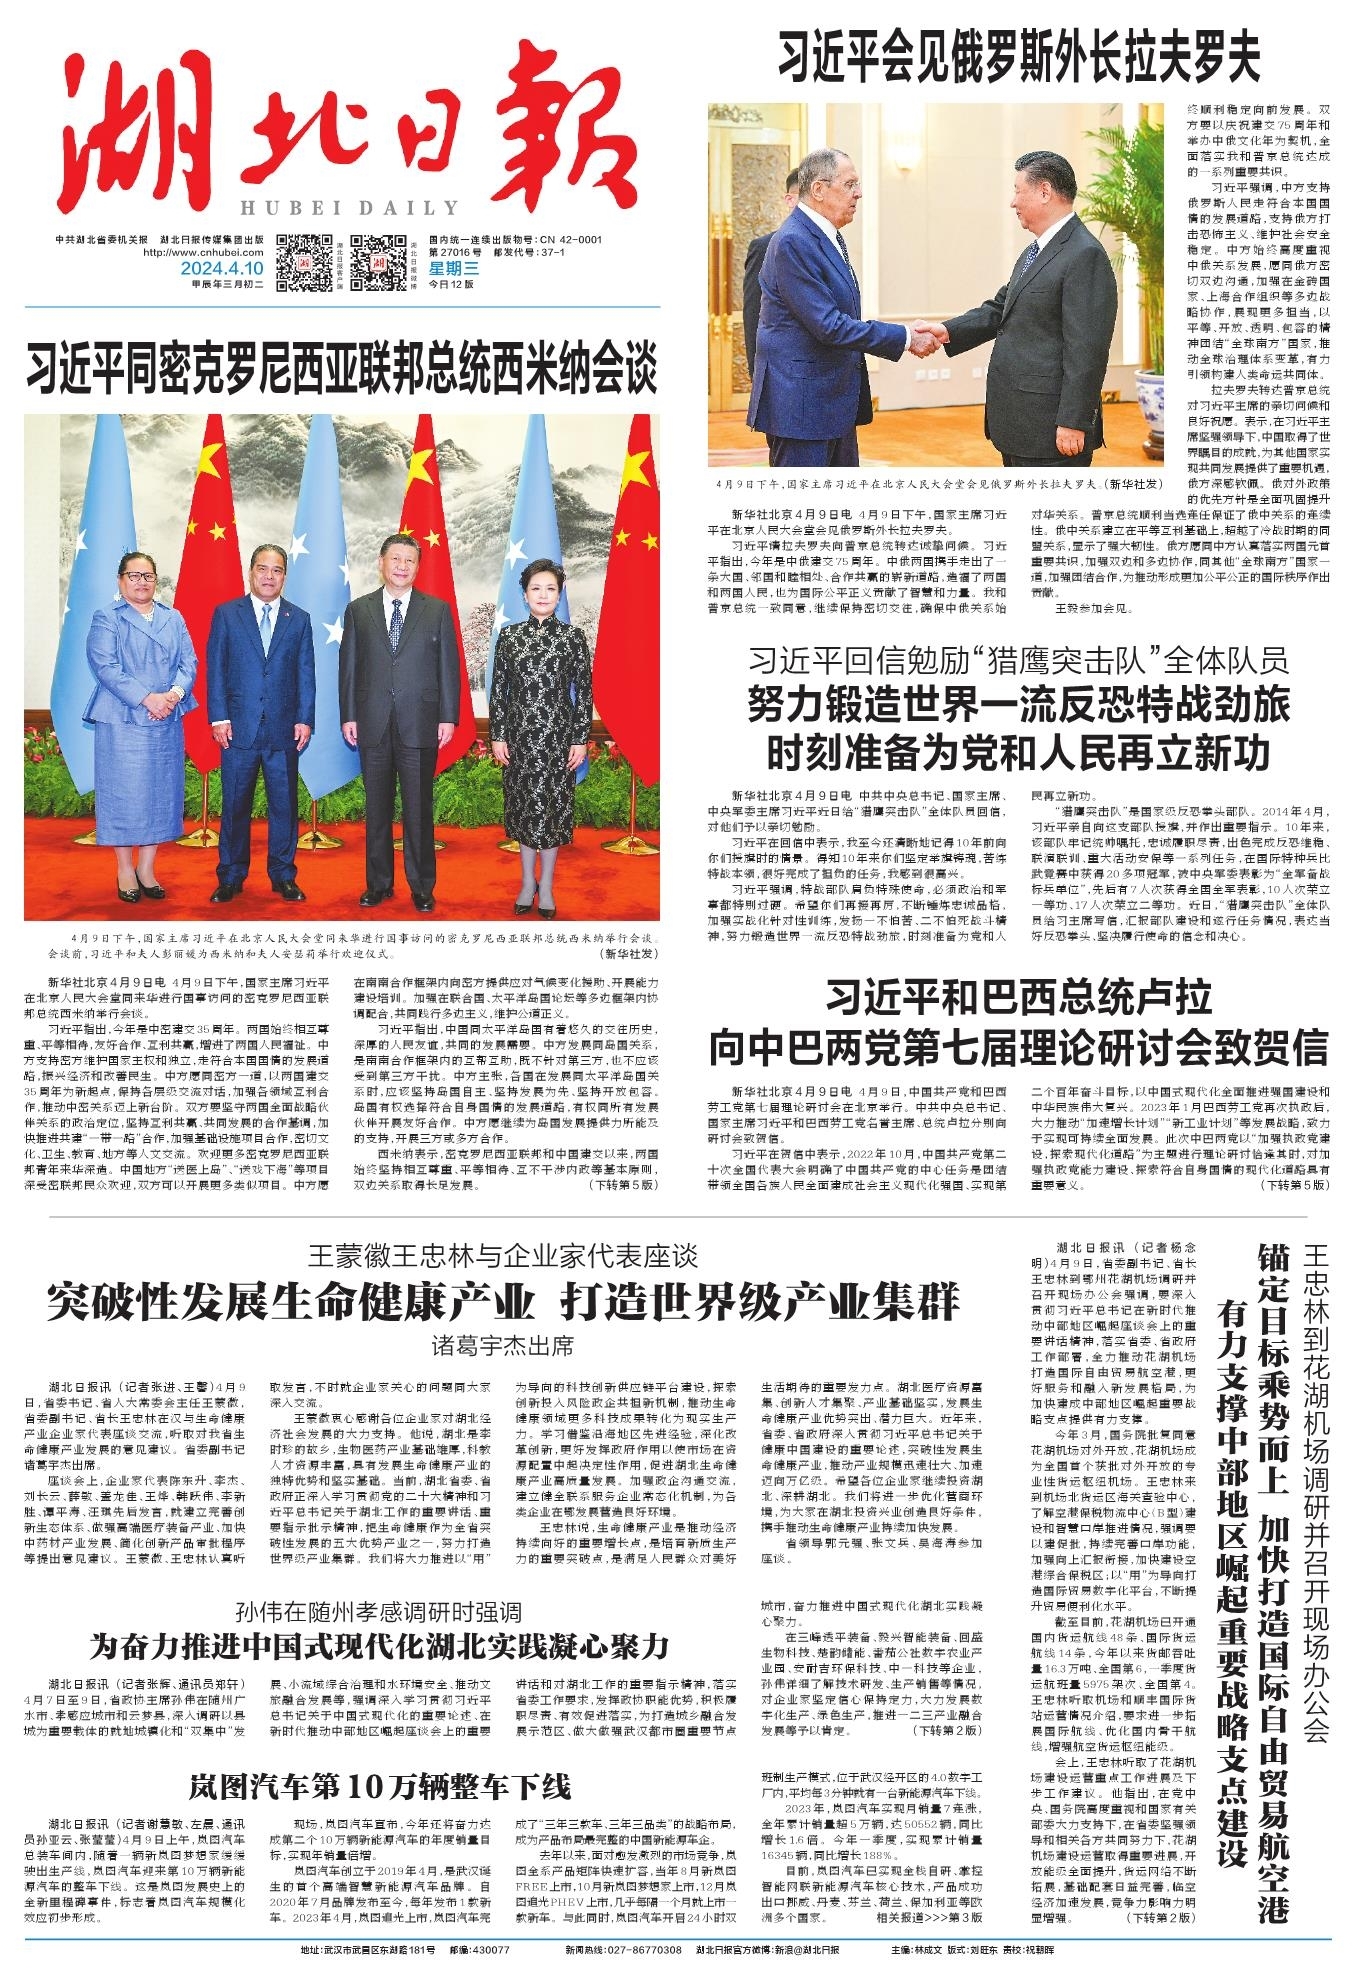 湖北日報
HUBEI DAILY
中共湖北省委机关报 湖北日报传媒集团出版
http://www.cnhubei.com
2024.4.10
甲辰年三月初二
湖北日报客户端
湖北日报微博
国内统一连续出版物号:CN 42-0001
第27016号 邮发代号:37-1
星期三
今日12版
习近平同密克罗尼西亚联邦总统西米纳会谈
4月9日下午,国家主席习近平在北京人民大会堂同来华进行国事访问的密克罗尼西亚联邦总统西米纳举行会谈。
会谈前,习近平和夫人彭丽媛为西米纳和夫人安瑟莉举行欢迎仪式。 (新华社发)
新华社北京4月9日电 4月9日下午,国家主席习近平
在北京人民大会堂同来华进行国事访问的密克罗尼西亚联
邦总统西米纳举行会谈。
习近平指出,今年是中密建交35周年。两国始终相互尊
重、平等相待,友好合作、互利共赢,增进了两国人民福祉。中
方支持密方维护国家主权和独立,走符合本国国情的发展道
路,振兴经济和改善民生。中方愿同密方一道,以两国建交
35周年为新起点,保持各层级交流对话,加强各领域互利合
作,推动中密关系迈上新台阶。双方要坚守两国全面战略伙
伴关系的政治定位,坚持互利共赢、共同发展的合作基调,加
快推进共建“一带一路”合作,加强基础设施项目合作,密切文
化、卫生、教育、地方等人文交流。欢迎更多密克罗尼西亚联
邦青年来华深造。中国地方“送医上岛”、“送戏下海”等项目
深受密联邦民众欢迎,双方可以开展更多类似项目。中方愿
在南南合作框架内向密方提供应对气候变化援助、开展能力
建设培训。加强在联合国、太平洋岛国论坛等多边框架内协
调配合,共同践行多边主义,维护公道正义。
习近平指出,中国同太平洋岛国有着悠久的交往历史,
深厚的人民友谊,共同的发展需要。中方发展同岛国关系,
是南南合作框架内的互帮互助,既不针对第三方,也不应该
受到第三方干扰。中方主张,各国在发展同太平洋岛国关
系时,应该坚持岛国自主、坚持发展为先、坚持开放包容。
岛国有权选择符合自身国情的发展道路,有权同所有发展
伙伴开展友好合作。中方愿继续为岛国发展提供力所能及
的支持,开展三方或多方合作。
西米纳表示,密克罗尼西亚联邦和中国建交以来,两国
始终坚持相互尊重、平等相待、互不干涉内政等基本原则,
双边关系取得长足发展。 (下转第5版)
习近平会见俄罗斯外长拉夫罗夫
4月9日下午,国家主席习近平在北京人民大会堂会见俄罗斯外长拉夫罗夫。(新华社发)
新华社北京4月9日电 4月9日下午,国家主席习近
平在北京人民大会堂会见俄罗斯外长拉夫罗夫。
习近平请拉夫罗夫向普京总统转达诚挚问候。习近
平指出,今年是中俄建交75周年。中俄两国携手走出了一
条大国、邻国和睦相处、合作共赢的崭新道路,造福了两国
和两国人民,也为国际公平正义贡献了智慧和力量。我和
普京总统一致同意,继续保持密切交往,确保中俄关系始
终顺利稳定向前发展。双
方要以庆祝建交75周年和
举办中俄文化年为契机,全
面落实我和普京总统达成
的一系列重要共识。
习近平强调,中方支持
俄罗斯人民走符合本国国
情的发展道路,支持俄方打
击恐怖主义、维护社会安全
稳定。中方始终高度重视
中俄关系发展,愿同俄方密
切双边沟通,加强在金砖国
家、上海合作组织等多边战
略协作,展现更多担当,以
平等、开放、透明、包容的精
神团结“全球南方”国家,推
动全球治理体系变革,有力
引领构建人类命运共同体。
拉夫罗夫转达普京总统
对习近平主席的亲切问候和
良好祝愿。表示,在习近平主
席坚强领导下,中国取得了世
界瞩目的成就,为其他国家实
现共同发展提供了重要机遇,
俄方深感钦佩。俄对外政策
的优先方针是全面巩固提升
对华关系。普京总统顺利当选连任保证了俄中关系的连续
性。俄中关系建立在平等互利基础上,超越了冷战时期的同
盟关系,显示了强大韧性。俄方愿同中方认真落实两国元首
重要共识,加强双边和多边协作,同其他“全球南方”国家一
道,加强团结合作,为推动形成更加公平公正的国际秩序作出
贡献。
王毅参加会见。
习近平回信勉励“猎鹰突击队”全体队员
努力锻造世界一流反恐特战劲旅
时刻准备为党和人民再立新功
新华社北京4月9日电 中共中央总书记、国家主席、
中央军委主席习近平近日给“猎鹰突击队”全体队员回信,
对他们予以亲切勉励。
习近平在回信中表示,我至今还清晰地记得10年前向
你们授旗时的情景。得知10年来你们坚定举旗铸魂,苦练
特战本领,很好完成了担负的任务,我感到很高兴。
习近平强调,特战部队肩负特殊使命,必须政治和军
事都特别过硬。希望你们再接再厉,不断锤炼忠诚品格,
加强实战化针对性训练,发扬一不怕苦、二不怕死战斗精
神,努力锻造世界一流反恐特战劲旅,时刻准备为党和人
民再立新功。
“猎鹰突击队”是国家级反恐拳头部队。2014年4月,
习近平亲自向这支部队授旗,并作出重要指示。10年来,
该部队牢记统帅嘱托,忠诚履职尽责,出色完成反恐维稳、
联演联训、重大活动安保等一系列任务,在国际特种兵比
武竞赛中获得20多项冠军,被中央军委表彰为“全军备战
标兵单位”,先后有7人次获得全国全军表彰,10人次荣立
一等功、17人次荣立二等功。近日,“猎鹰突击队”全体队
员给习主席写信,汇报部队建设和遂行任务情况,表达当
好反恐拳头、坚决履行使命的信念和决心。
习近平和巴西总统卢拉
向中巴两党第七届理论研讨会致贺信
新华社北京4月9日电 4月9日,中国共产党和巴西
劳工党第七届理论研讨会在北京举行。中共中央总书记、
国家主席习近平和巴西劳工党名誉主席、总统卢拉分别向
研讨会致贺信。
习近平在贺信中表示,2022年10月,中国共产党第二
十次全国代表大会明确了中国共产党的中心任务是团结
带领全国各族人民全面建成社会主义现代化强国、实现第
二个百年奋斗目标,以中国式现代化全面推进强国建设和
中华民族伟大复兴。2023年1月巴西劳工党再次执政后,
大力推动“加速增长计划”“新工业计划”等发展战略,致力
于实现可持续全面发展。此次中巴两党以“加强执政党建
设,探索现代化道路”为主题进行理论研讨恰逢其时,对加
强执政党能力建设、探索符合自身国情的现代化道路具有
重要意义。 (下转第5版)
王蒙徽王忠林与企业家代表座谈
突破性发展生命健康产业 打造世界级产业集群
诸葛宇杰出席
湖北日报讯 (记者张进、王馨)4月9
日,省委书记、省人大常委会主任王蒙徽,
省委副书记、省长王忠林在汉与生命健康
产业企业家代表座谈交流,听取对我省生
命健康产业发展的意见建议。省委副书记
诸葛宇杰出席。
座谈会上,企业家代表陈东升、李杰、
刘长云、薛敏、盖龙佳、王烨、韩跃伟、李新
胜、谭平涛、汪琪先后发言,就建立完善创
新生态体系、做强高端医疗装备产业、加快
中药材产业发展、简化创新产品审批程序
等提出意见建议。王蒙徽、王忠林认真听
取发言,不时就企业家关心的问题同大家
深入交流。
王蒙徽衷心感谢各位企业家对湖北经
济社会发展的大力支持。他说,湖北是李
时珍的故乡,生物医药产业基础雄厚,科教
人才资源丰富,具有发展生命健康产业的
独特优势和坚实基础。当前,湖北省委、省
政府正深入学习贯彻党的二十大精神和习
近平总书记关于湖北工作的重要讲话、重
要指示批示精神,把生命健康作为全省突
破性发展的五大优势产业之一,努力打造
世界级产业集群。我们将大力推进以“用”
为导向的科技创新供应链平台建设,探索
创新投入风险政企共担新机制,推动生命
健康领域更多科技成果转化为现实生产
力。学习借鉴沿海地区先进经验,深化改
革创新,更好发挥政府作用以使市场在资
源配置中起决定性作用,促进湖北生命健
康产业高质量发展。加强政企沟通交流,
建立健全联系服务企业常态化机制,为各
类企业在鄂发展营造良好环境。
王忠林说,生命健康产业是推动经济
持续向好的重要增长点,是培育新质生产
力的重要突破点,是满足人民群众对美好
生活期待的重要发力点。湖北医疗资源富
集、创新人才集聚、产业基础坚实,发展生
命健康产业优势突出、潜力巨大。近年来,
省委、省政府深入贯彻习近平总书记关于
健康中国建设的重要论述,突破性发展生
命健康产业,推动产业规模迅速壮大、加速
迈向万亿级。希望各位企业家继续投资湖
北、深耕湖北。我们将进一步优化营商环
境,为大家在湖北投资兴业创造良好条件,
携手推动生命健康产业持续加快发展。
省领导郭元强、张文兵、吴海涛参加
座谈。
孙伟在随州孝感调研时强调
为奋力推进中国式现代化湖北实践凝心聚力
湖北日报讯 (记者张辉、通讯员郑轩)
4月7日至9日,省政协主席孙伟在随州广
水市、孝感应城市和云梦县,深入调研以县
城为重要载体的就地城镇化和“双集中”发
展、小流域综合治理和水环境安全、推动文
旅融合发展等,强调深入学习贯彻习近平
总书记关于中国式现代化的重要论述、在
新时代推动中部地区崛起座谈会上的重要
讲话和对湖北工作的重要指示精神,落实
省委工作要求,发挥政协职能优势,积极履
职尽责、有效促进落实,为打造城乡融合发
展示范区、做大做强武汉都市圈重要节点
城市,奋力推进中国式现代化湖北实践凝
心聚力。
在三峰透平装备、毅兴智能装备、回盛
生物科技、楚韵储能、番茄公社数字农业产
业园、安耐吉环保科技、中一科技等企业,
孙伟详细了解技术研发、生产销售等情况,
对企业家坚定信心保持定力,大力发展数
字化生产、绿色生产,推进一二三产业融合
发展等予以肯定。 (下转第2版)
岚图汽车第10万辆整车下线
湖北日报讯 (记者谢慧敏、左晨、通讯
员孙亚云、张莹莹)4月9日上午,岚图汽车
总装车间内,随着一辆新岚图梦想家缓缓
驶出生产线,岚图汽车迎来第10万辆新能
源汽车的整车下线。这是岚图发展史上的
全新里程碑事件,标志着岚图汽车规模化
效应初步形成。
现场,岚图汽车宣布,今年还将奋力达
成第二个10万辆新能源汽车的年度销量目
标,实现年销量倍增。
岚图汽车创立于2019年4月,是武汉诞
生的首个高端智慧新能源汽车品牌。自
2020年7月品牌发布至今,每年发布1款新
车。2023年4月,岚图追光上市,岚图汽车完
成了“三年三款车、三年三品类”的战略布局,
成为产品布局最完整的中国新能源车企。
去年以来,面对愈发激烈的市场竞争,岚
图全系产品矩阵快速扩容,当年8月新岚图
FREE上市,10月新岚图梦想家上市,12月岚
图追光PHEV上市,几乎每隔一个月就上市一
款新车。与此同时,岚图汽车开启24小时双
班制生产模式,位于武汉经开区的4.0数字工
厂内,平均每3分钟就有一台新能源汽车下线。
2023年,岚图汽车实现月销量7连涨,
全年累计销量超5万辆,达50552辆,同比
增长1.6倍。今年一季度,实现累计销量
16345辆,同比增长188%。
目前,岚图汽车已实现全栈自研、掌控
智能网联新能源汽车核心技术,产品成功
出口挪威、丹麦、芬兰、荷兰、保加利亚等欧
洲多个国家。 相关报道>>>第3版
王忠林到花湖机场调研并召开现场办公会
锚定目标乘势而上 加快打造国际自由贸易航空港
有力支撑中部地区崛起重要战略支点建设
湖北日报讯 (记者杨念
明)4月9日,省委副书记、省长
王忠林到鄂州花湖机场调研并
召开现场办公会强调,要深入
贯彻习近平总书记在新时代推
动中部地区崛起座谈会上的重
要讲话精神,落实省委、省政府
工作部署,全力推动花湖机场
打造国际自由贸易航空港,更
好服务和融入新发展格局,为
加快建成中部地区崛起重要战
略支点提供有力支撑。
今年3月,国务院批复同意
花湖机场对外开放,花湖机场成
为全国首个获批对外开放的专
业性货运枢纽机场。王忠林来
到机场北货运区海关查验中心,
了解空港保税物流中心(B型)建
设和智慧口岸推进情况,强调要
以建促批,持续完善口岸功能,
加强向上汇报衔接,加快建设空
港综合保税区;以“用”为导向打
造国际贸易数字化平台,不断提
升贸易便利化水平。
截至目前,花湖机场已开通
国内货运航线48条、国际货运
航线14条,今年以来货邮吞吐
量16.3万吨、全国第6,一季度货
运航班量5975架次、全国第4。
王忠林听取机场和顺丰国际货
站运营情况介绍,要求进一步拓
展国际航线、优化国内骨干航
线,增强航空货运枢纽能级。
会上,王忠林听取了花湖机
场建设运营重点工作进展及下
步工作建议。他指出,在党中
央、国务院高度重视和国家有关
部委大力支持下,在省委坚强领
导和相关各方共同努力下,花湖
机场建设运营取得重要进展,开
放能级全面提升,货运网络不断
拓展,基础配套日益完善,临空
经济加速发展,竞争力影响力明
显增强。 (下转第2版)
地址:武汉市武昌区东湖路181号 邮编:430077 新闻热线:027-86770308 湖北日报官方微博:新浪@湖北日报 主编:林成文 版式:刘旺东 责校:祝朝晖